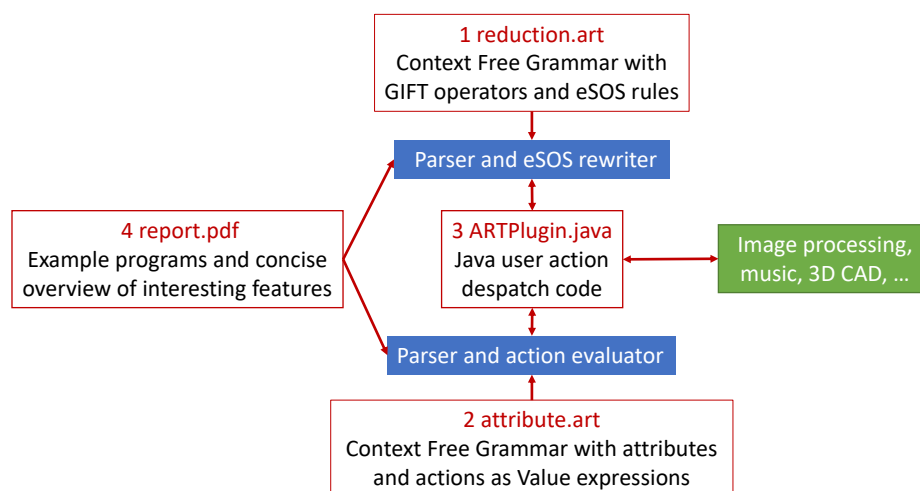 1 reduction.art
Context Free Grammar with
GIFT operators and eSOS rules
Parser and eSOS rewriter
4 report.pdf
Example programs and concise
overview of interesting features
3 ARTPlugin.java
Java user action
despatch code
Image processing,
music, 3D CAD, ...
Parser and action evaluator
2 attribute.art
Context Free Grammar with attributes
and actions as Value expressions